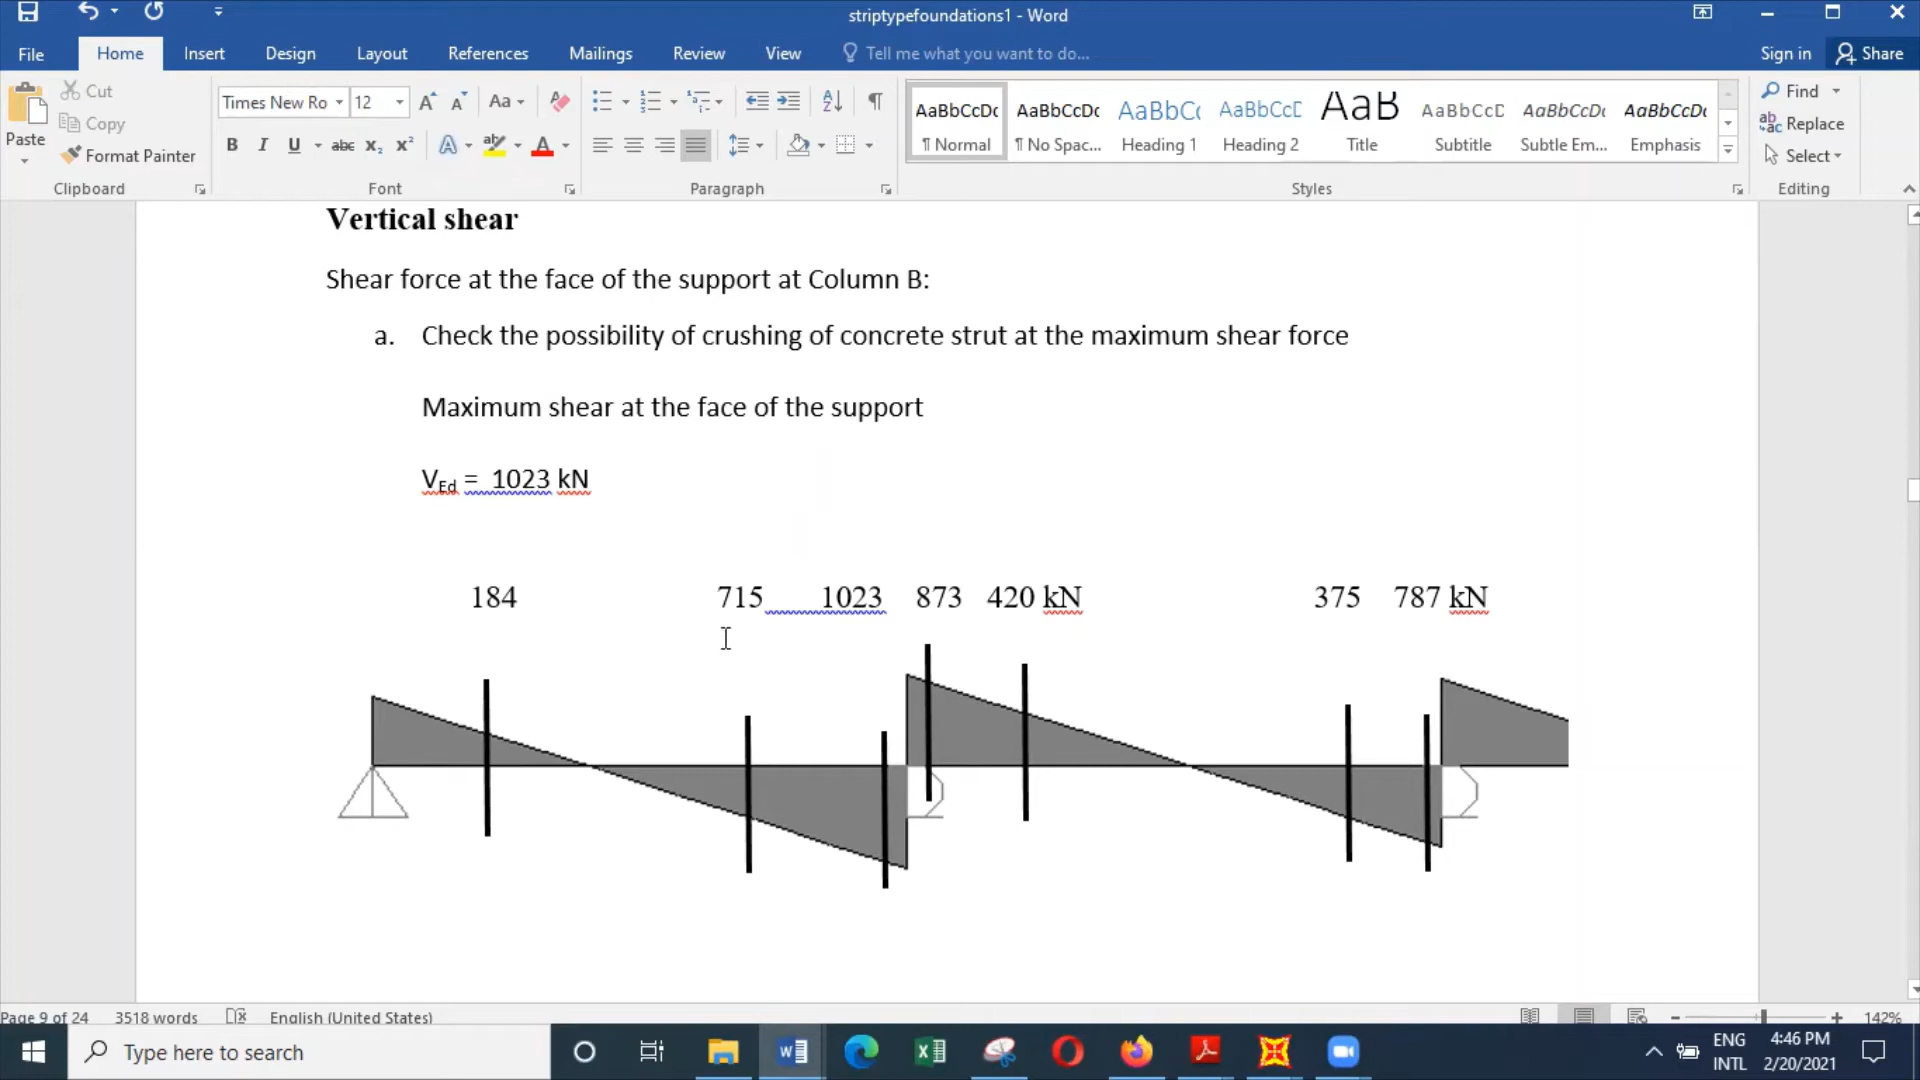 striptypefoundations1 - Word
File Home Insert Design Layout References Mailings Review View Tell me what you want to do... Sign in Share
Paste
Cut
Copy
Format Painter
Clipboard
Times New Ro 12
Font
Paragraph
AaBbCcDc AaBbCcDc AaBbCc AaBbCcD AaB AaBbCcD AaBbCcDc AaBbCcDc
¶ Normal ¶ No Spac... Heading 1 Heading 2 Title Subtitle Subtle Em... Emphasis
Styles
Find
Replace
Select
Editing
Vertical shear
Shear force at the face of the support at Column B:
a. Check the possibility of crushing of concrete strut at the maximum shear force
Maximum shear at the face of the support
VEd = 1023 kN
184 715 1023 873 420 kN 375 787 kN
Page 9 of 24 3518 words English (United States) 142%
Type here to search
ENG 4:46 PM
INTL 2/20/2021